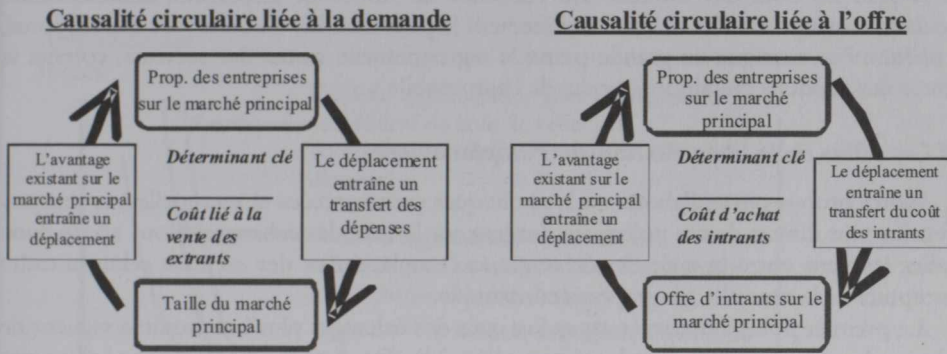 Causalité circulaire liée à la demande
Prop. des entreprises
sur le marché principal
L'avantage
existant sur le
marché principal
entraîne un
déplacement
Déterminant clé
Coût lié à la
vente des
extrants
Le déplacement
entraîne un
transfert des
dépenses
Taille du marché
principal
Causalité circulaire liée à l'offre
Prop. des entreprises
sur le marché
principal
L'avantage
existant sur le
marché principal
entraîne un
déplacement
Déterminant clé
Coût d'achat
des intrants
Le déplacement
entraîne un
transfert du coût
des intrants
Offre d'intrants sur le
marché principal